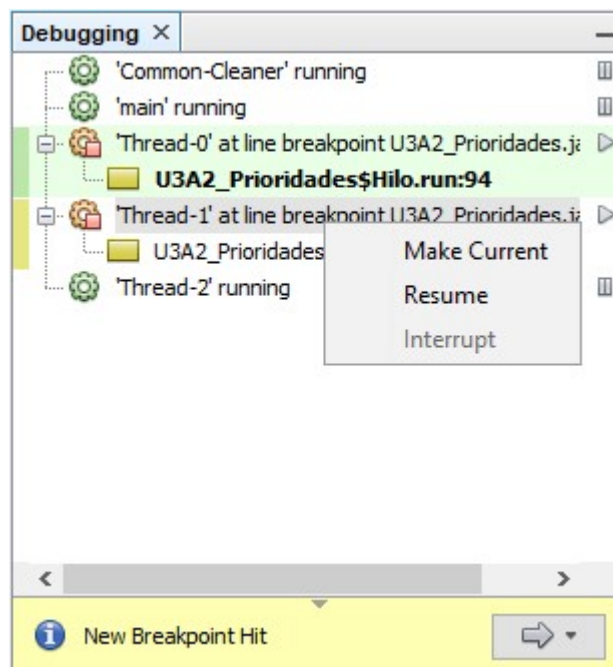 Debugging
'Common-Cleaner' running
'main' running
'Thread-0' at line breakpoint U3A2_Prioridades.ja
U3A2_Prioridades$Hilo.run:94
'Thread-1' at line breakpoint U3A2_Prioridades.ja
U3A2_Prioridades
Make Current
'Thread-2' running
Resume
Interrupt
New Breakpoint Hit